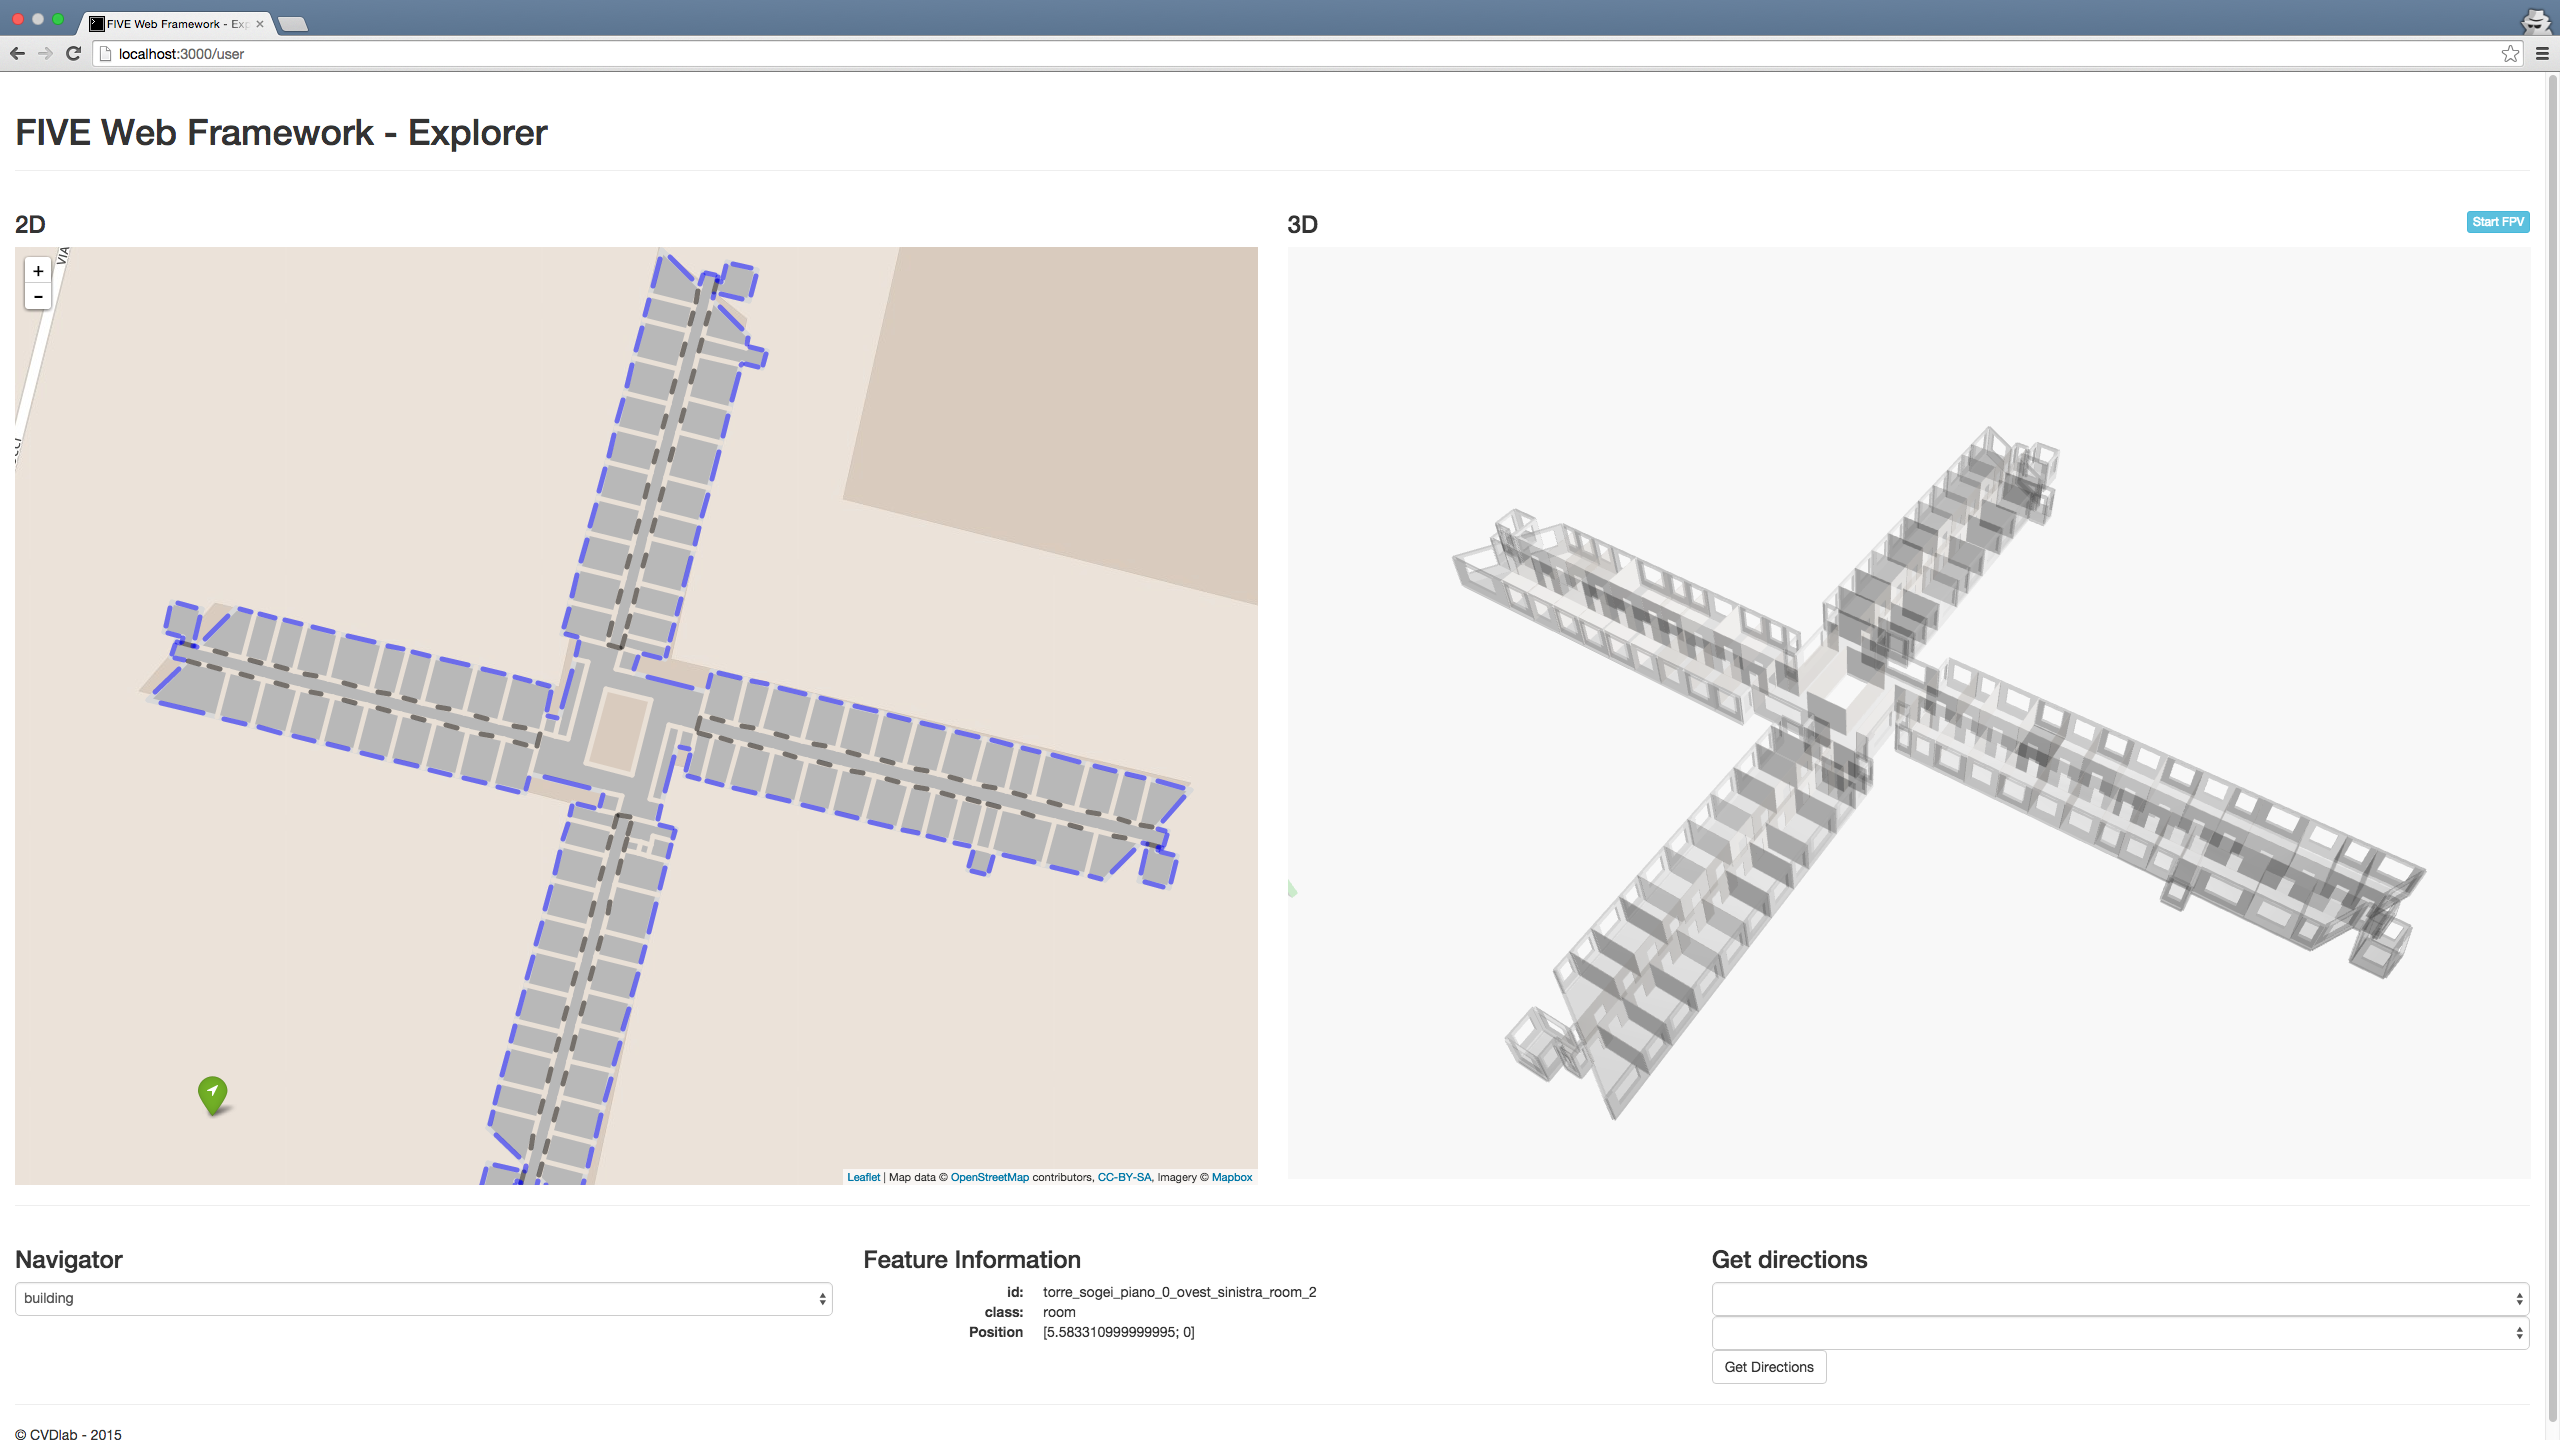 FIVE Web Framework - Exp
localhost:3000/user
FIVE Web Framework - Explorer
2D
3D
Start FPV
+
-
VIA
Leaflet | Map data © OpenStreetMap contributors, CC-BY-SA, Imagery © Mapbox
Navigator
building
Feature Information
id: torre_sogei_piano_0_ovest_sinistra_room_2
class: room
Position [5.583310999999995; 0]
Get directions
Get Directions
© CVDlab - 2015